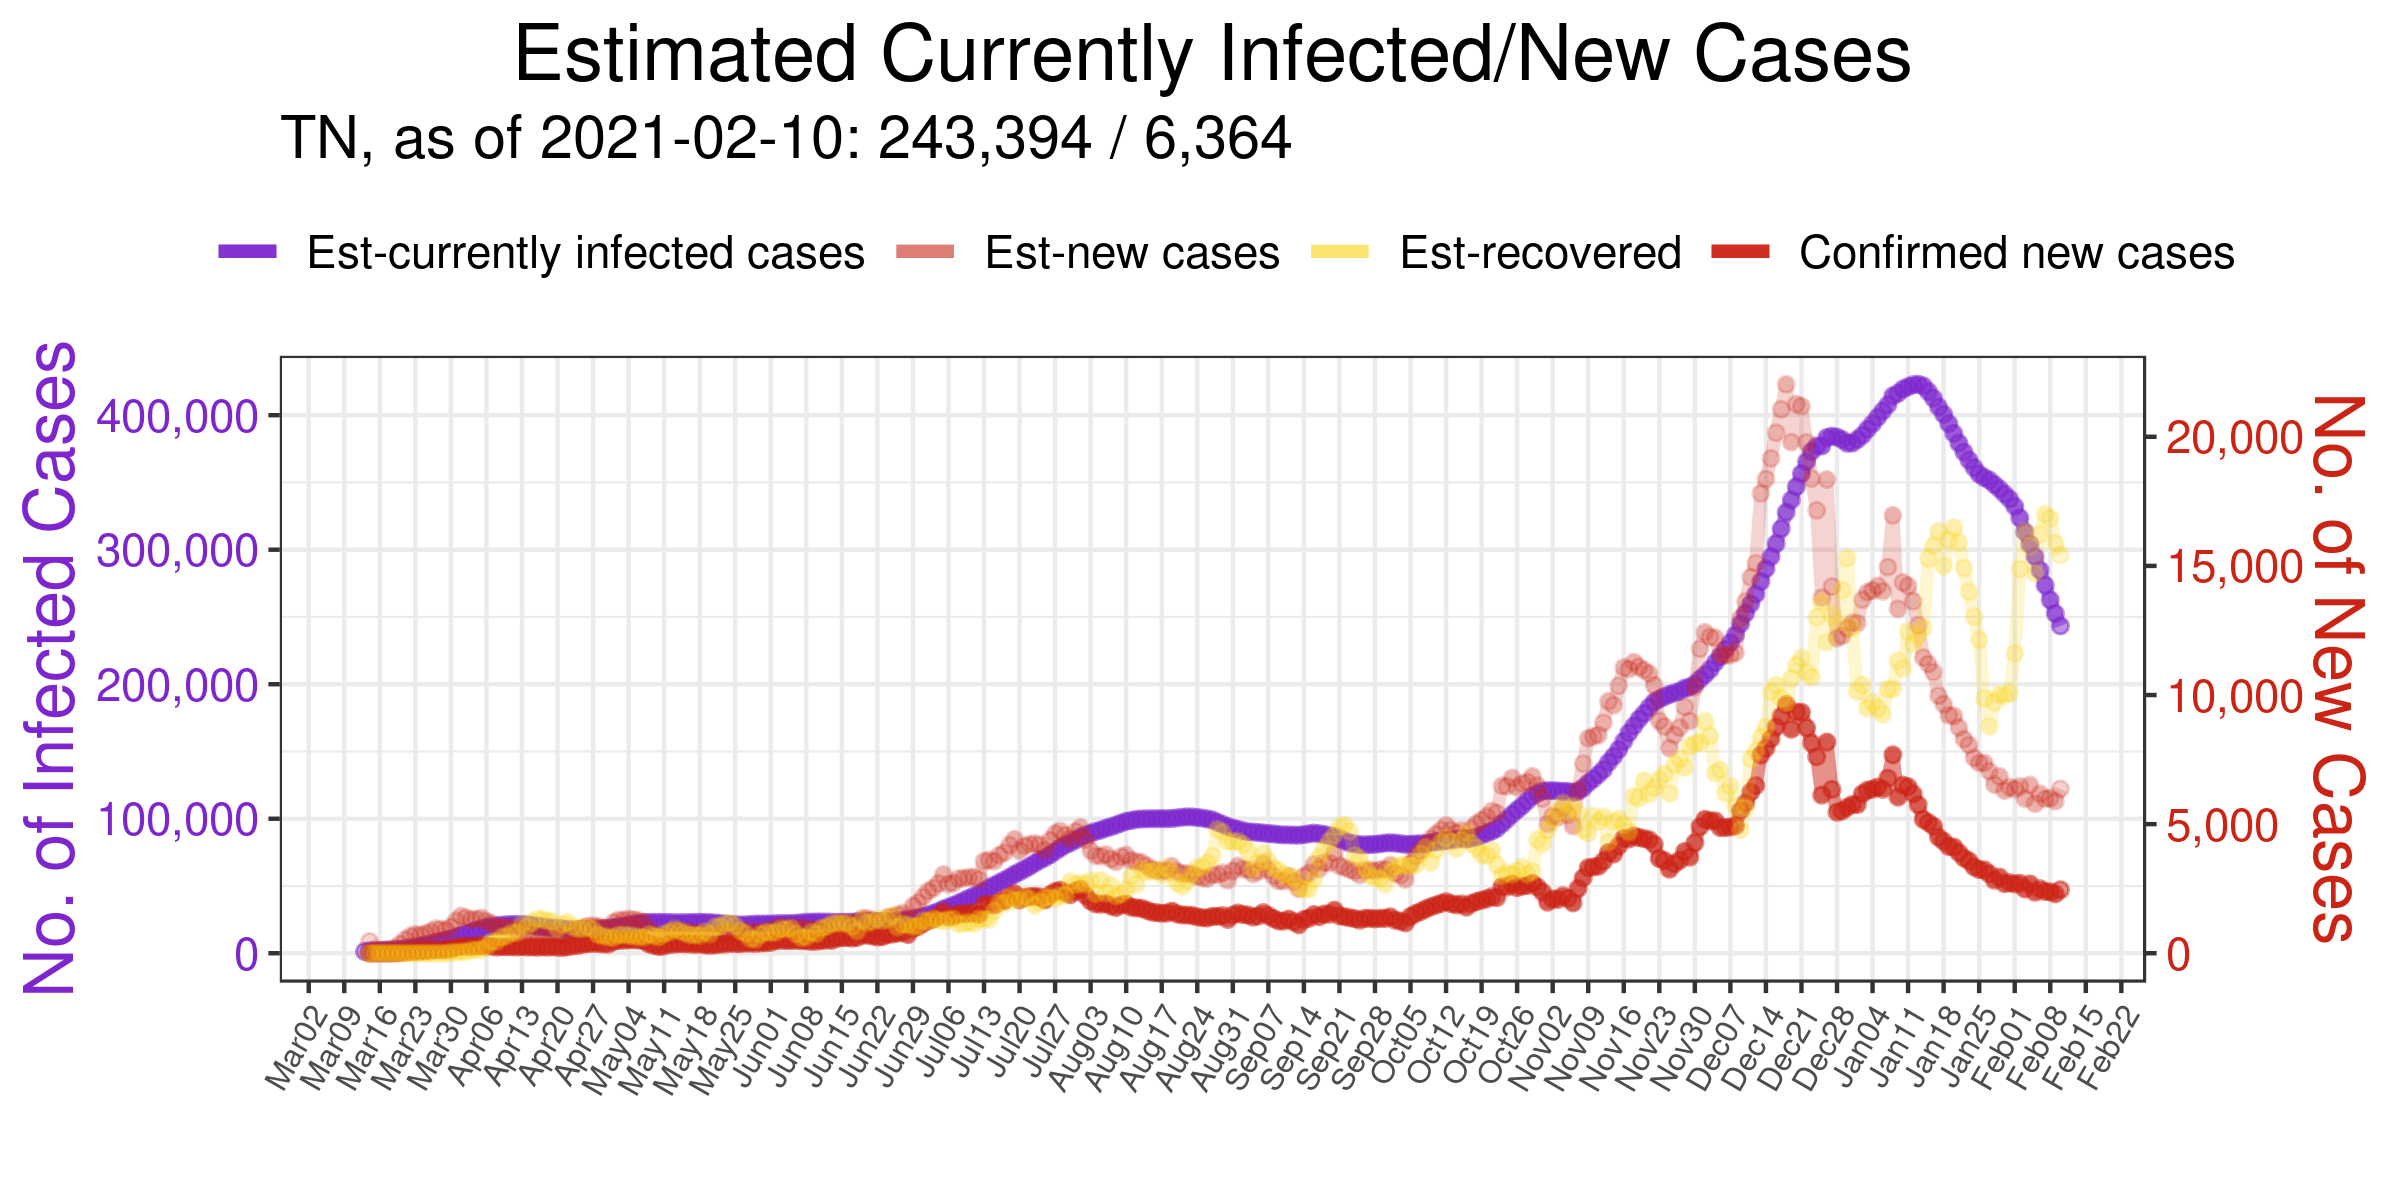 Estimated Currently Infected/New Cases
TN, as of 2021-02-10: 243,394 / 6,364
Est-currently infected cases Est-new cases Est-recovered Confirmed new cases
No. of Infected Cases
400,000
300,000
200,000
100,000
0
No. of New Cases
20,000
15,000
10,000
5,000
0
Mar02 Mar09 Mar16 Mar23 Mar30 Apr06 Apr13 Apr20 Apr27 May04 May11 May18 May25 Jun01 Jun08 Jun15 Jun22 Jun29 Jul06 Jul13 Jul20 Jul27 Aug03 Aug10 Aug17 Aug24 Aug31 Sep07 Sep14 Sep21 Sep28 Oct05 Oct12 Oct19 Oct26 Nov02 Nov09 Nov16 Nov23 Nov30 Dec07 Dec14 Dec21 Dec28 Jan04 Jan11 Jan18 Jan25 Feb01 Feb08 Feb15 Feb22